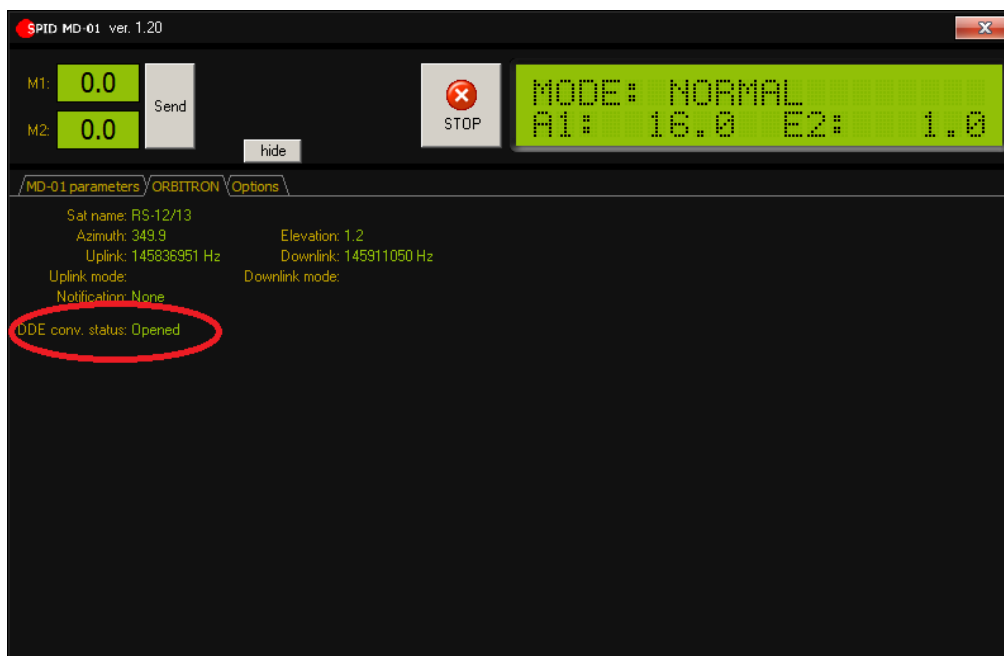 SPID MD-01 ver. 1.20
X
M1: 0.0
Send
M2: 0.0
hide
STOP
MODE: NORMAL
A1: 16.0 E2: 1.0
MD-01 parameters ORBITRON Options
Sat name: RS-12/13
Azimuth: 349.9 Elevation: 1.2
Uplink: 145836951 Hz Downlink: 145911050 Hz
Uplink mode: Downlink mode:
Notification: None
DDE conv. status: Opened